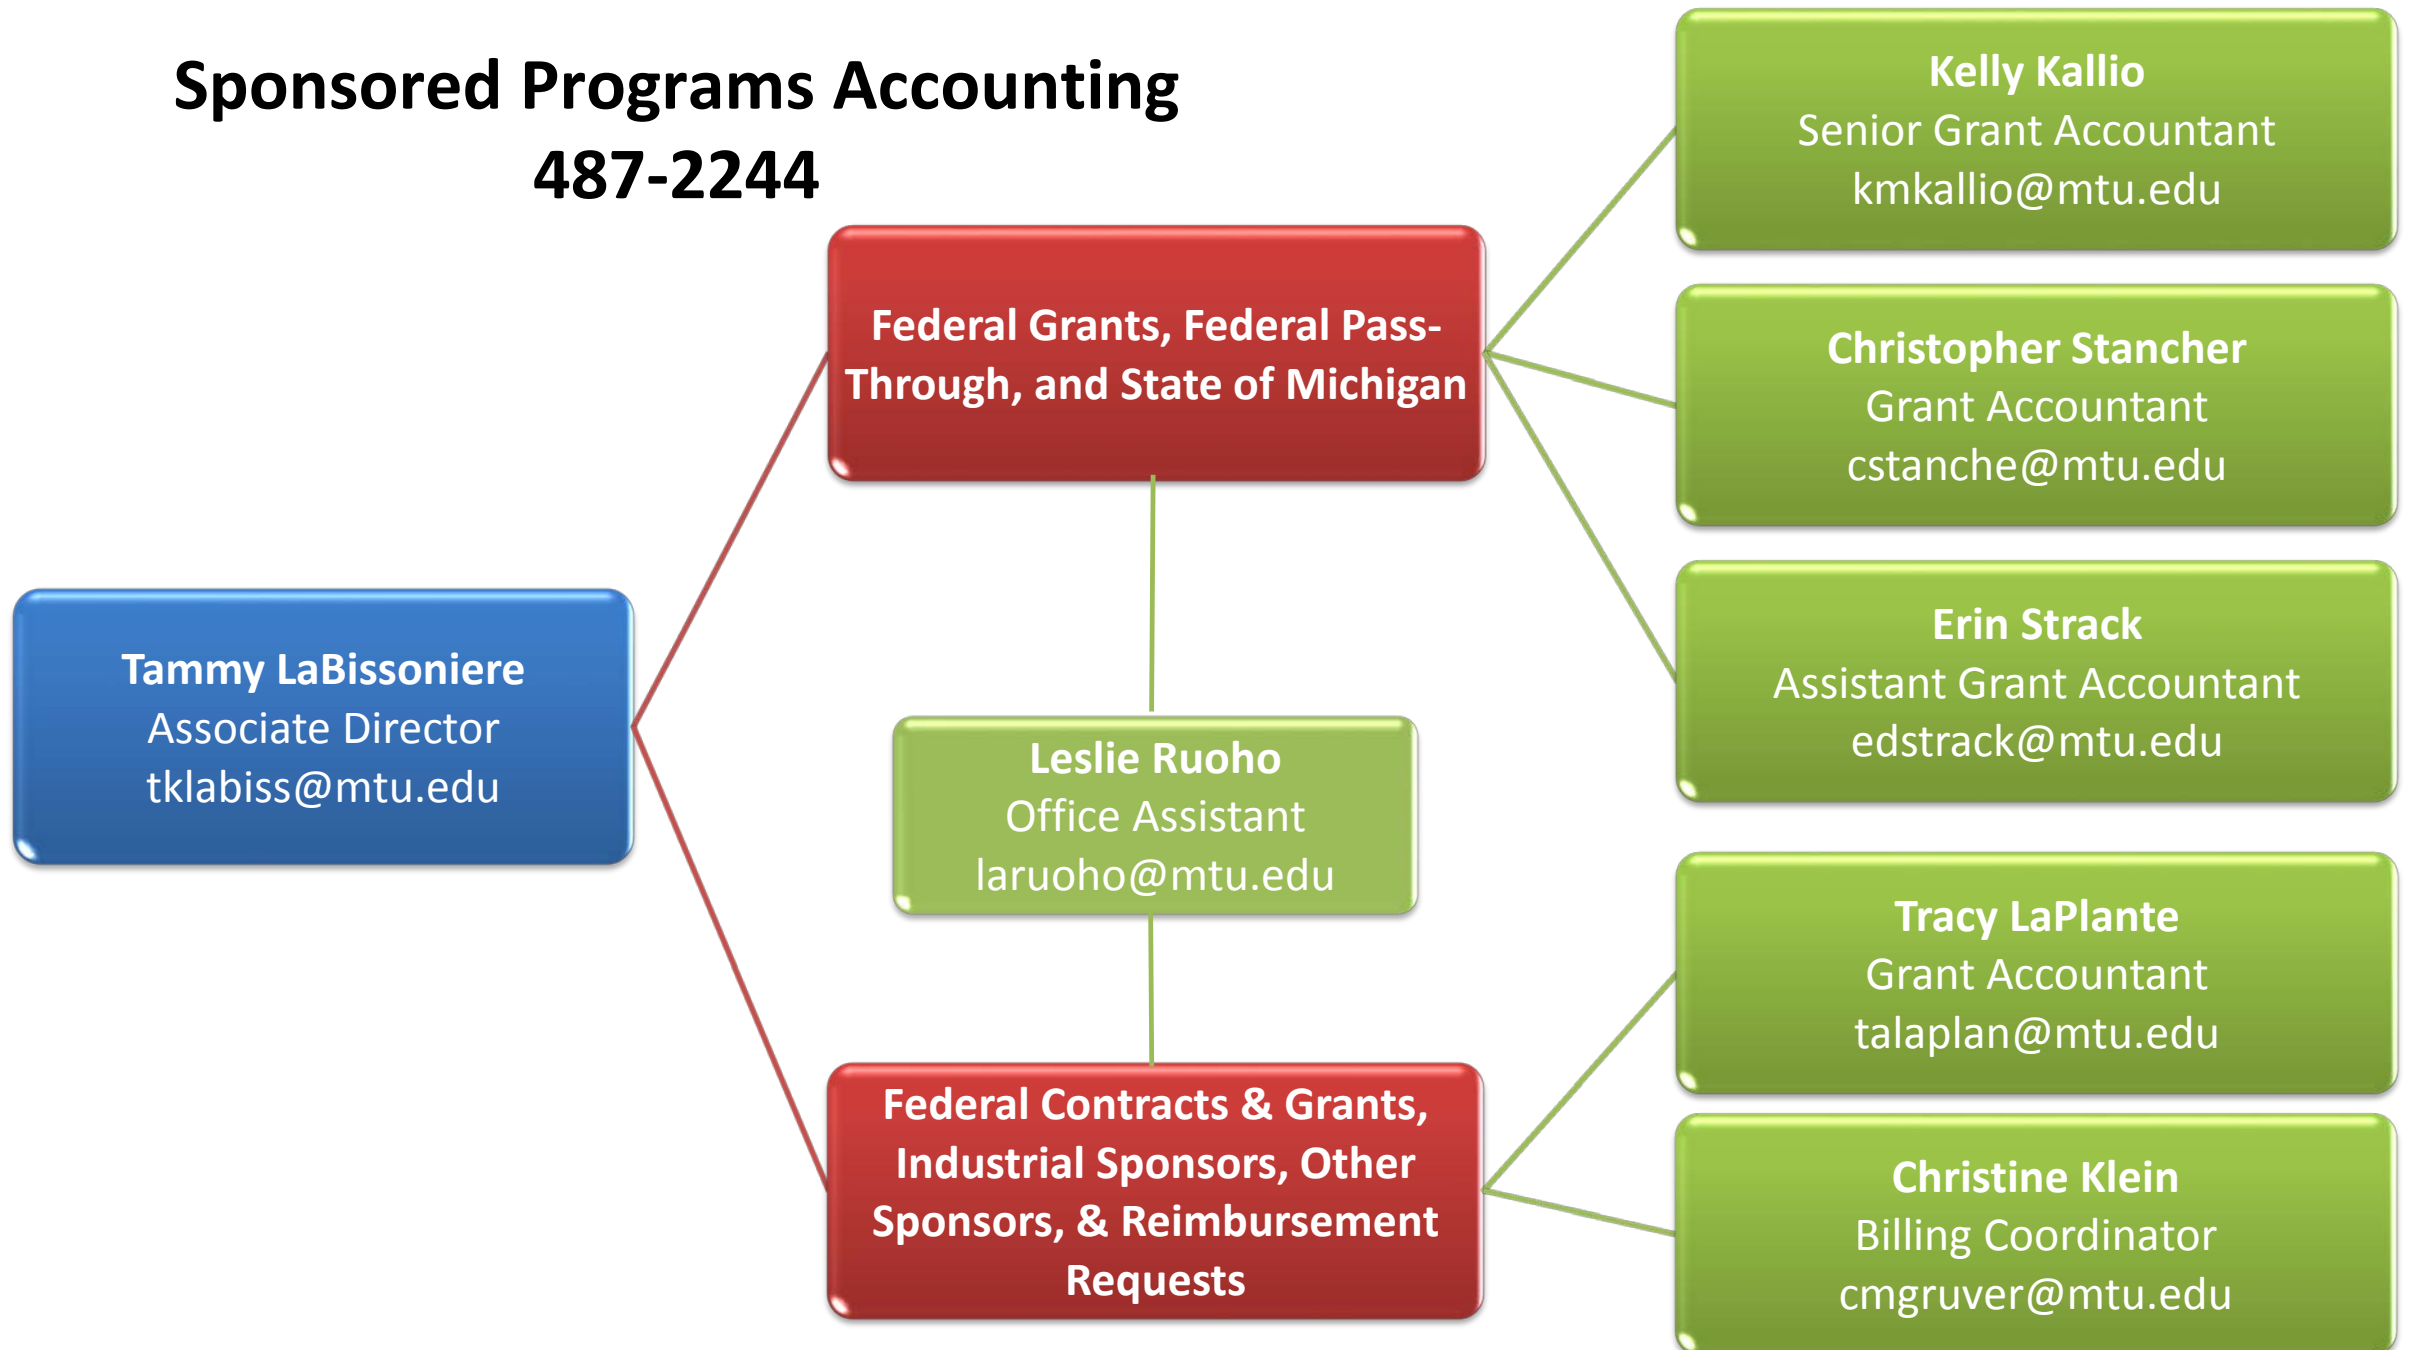 Sponsored Programs Accounting
487-2244
Kelly Kallio
Senior Grant Accountant
kmkallio@mtu.edu
Federal Grants, Federal Pass-
Through, and State of Michigan
Christopher Stancher
Grant Accountant
cstanche@mtu.edu
Erin Strack
Assistant Grant Accountant
edstrack@mtu.edu
Tammy LaBissoniere
Associate Director
tklabiss@mtu.edu
Leslie Ruoho
Office Assistant
laruoho@mtu.edu
Tracy LaPlante
Grant Accountant
talaplan@mtu.edu
Federal Contracts & Grants,
Industrial Sponsors, Other
Sponsors, & Reimbursement
Requests
Christine Klein
Billing Coordinator
cmgruver@mtu.edu